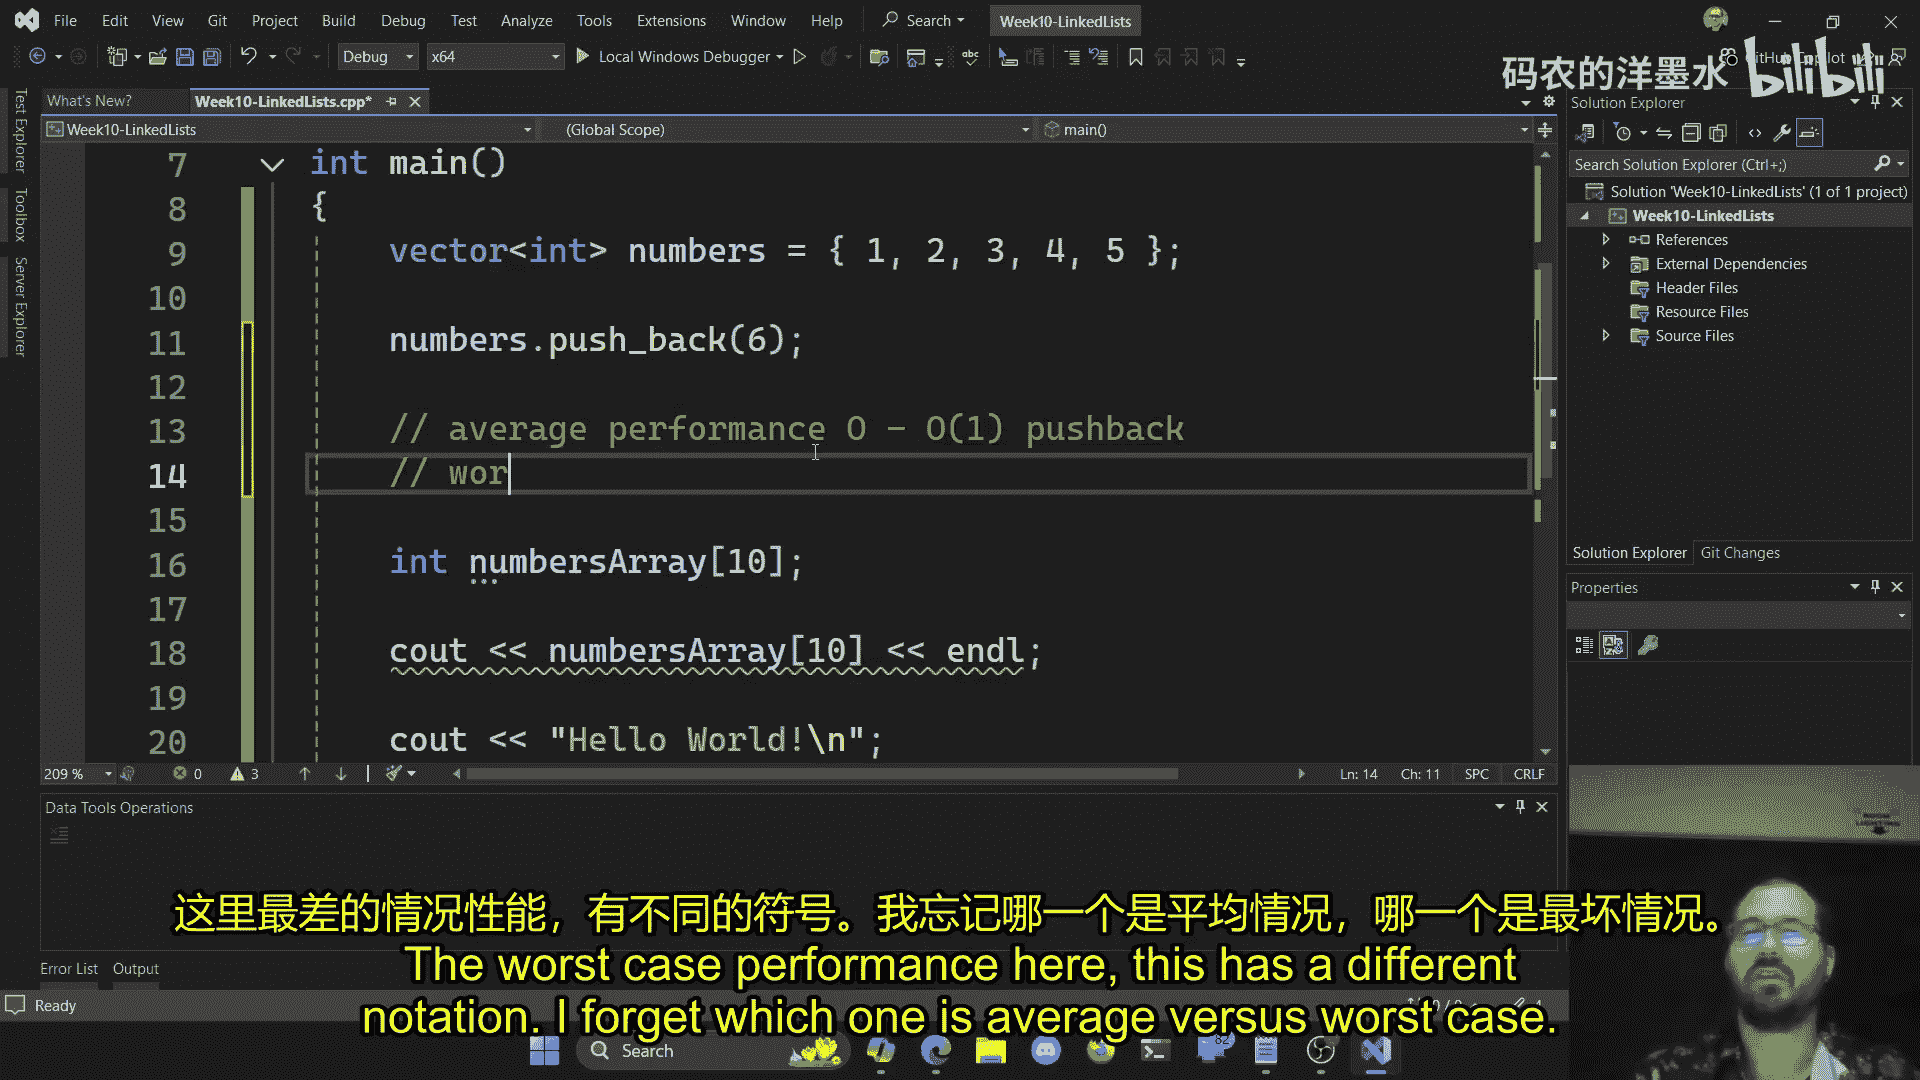 File Edit View Git Project Build Debug Test Analyze Tools Extensions Window Help Search Week10-LinkedLists
Debug x64 Local Windows Debugger
码农的洋墨水 bilibili
What's New? Week10-LinkedLists.cpp*
Week10-LinkedLists (Global Scope) main()
Test Explorer
Toolbox
Server Explorer
7 int main()
8 {
9 vector<int> numbers = { 1, 2, 3, 4, 5 };
10
11 numbers.push_back(6);
12
13 // average performance O - O(1) pushback
14 // wor
15
16 int numbersArray[10];
17
18 cout << numbersArray[10] << endl;
19
20 cout << "Hello World!\n";
209 % 0 3 Ln: 14 Ch: 11 SPC CRLF
Data Tools Operations
Error List Output
Ready
Solution Explorer
Search Solution Explorer (Ctrl+;)
Solution 'Week10-LinkedLists' (1 of 1 project)
Week10-LinkedLists
References
External Dependencies
Header Files
Resource Files
Source Files
Solution Explorer Git Changes
Properties
这里最差的情况性能，有不同的符号。我忘记哪一个是平均情况，哪一个是最坏情况。
The worst case performance here, this has a different
notation. I forget which one is average versus worst case.
Search